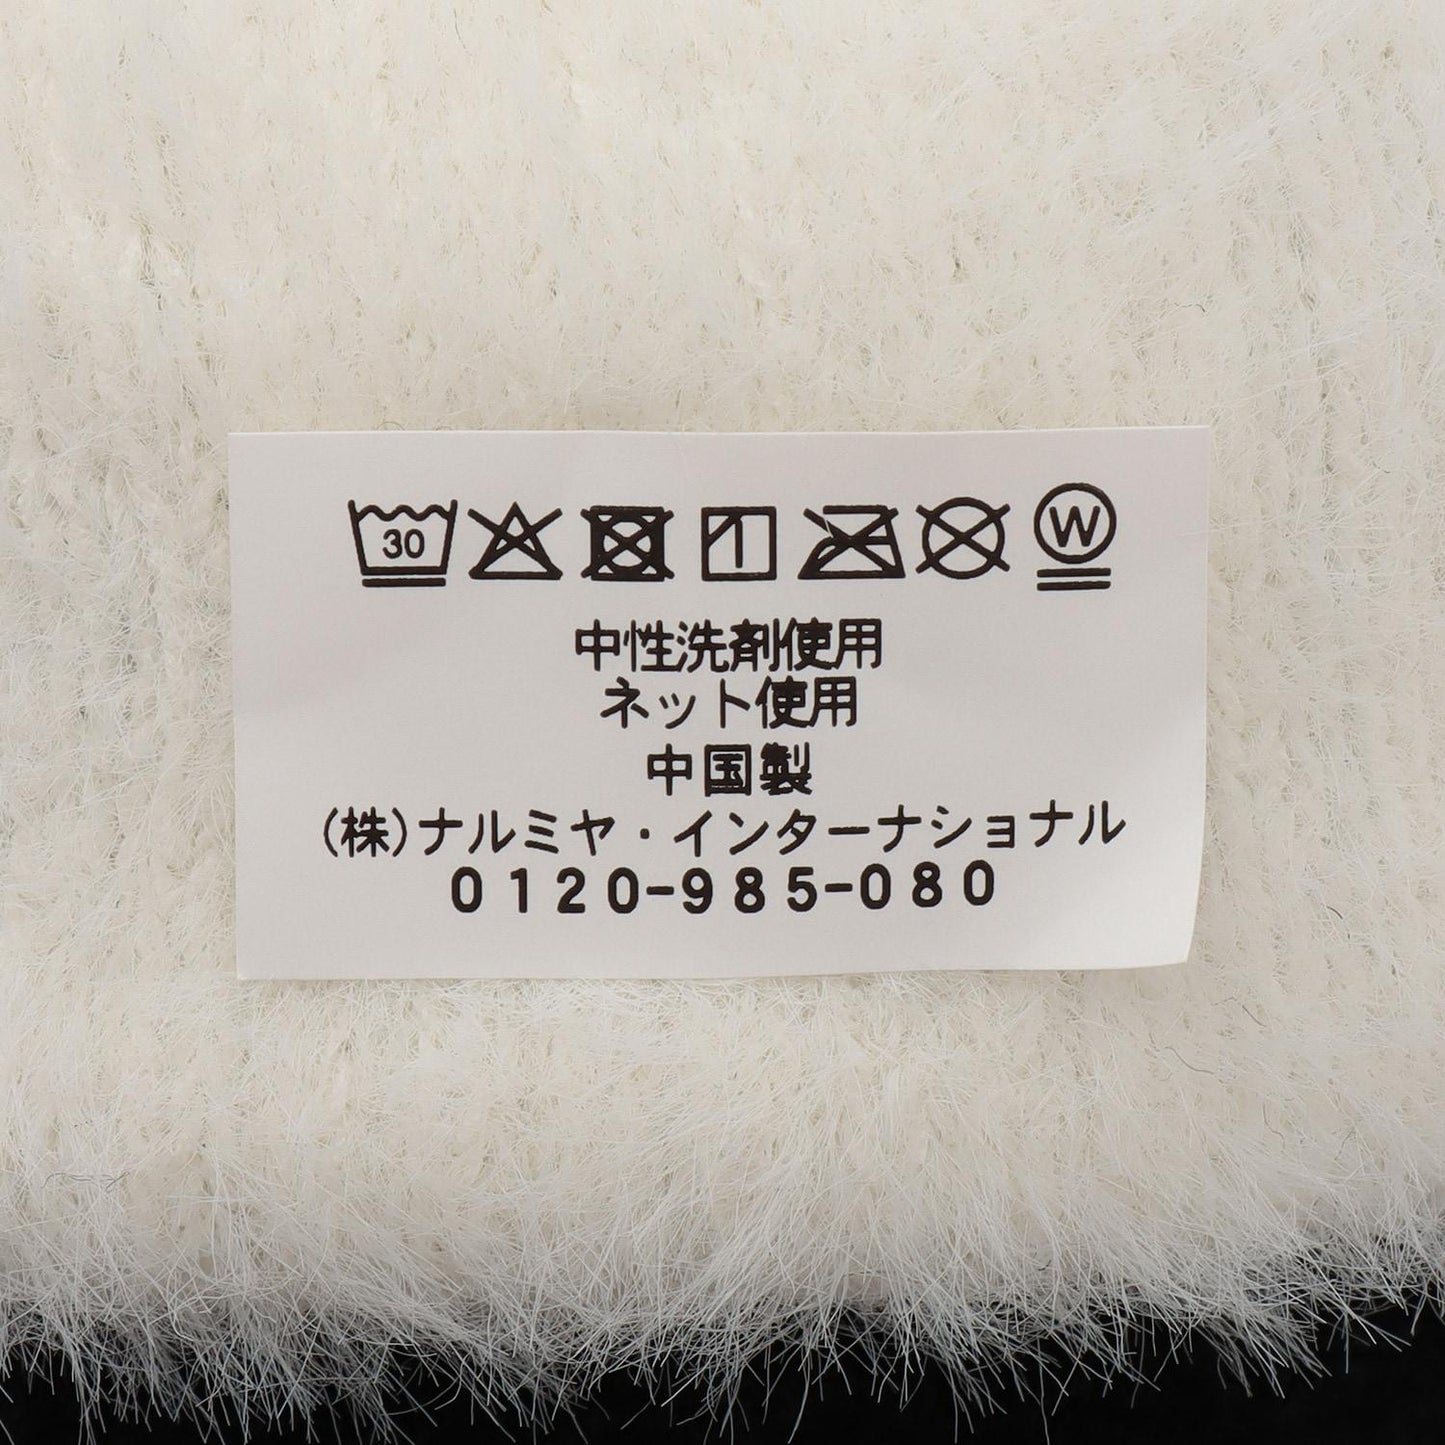 30 W
中性洗剤使用
ネット使用
中国製
(株)ナルミヤ・インターナショナル
0120-985-080